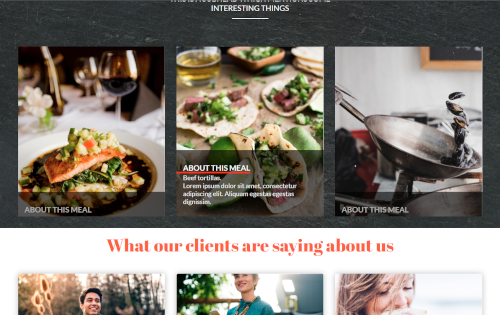 INTERESTING THINGS
ABOUT THIS MEAL
ABOUT THIS MEAL
Beef tortillas.
Lorem ipsum dolor sit amet, consectetur
adipiscing elit. Aliquam egestas egestas
dignissim.
ABOUT THIS MEAL
What our clients are saying about us